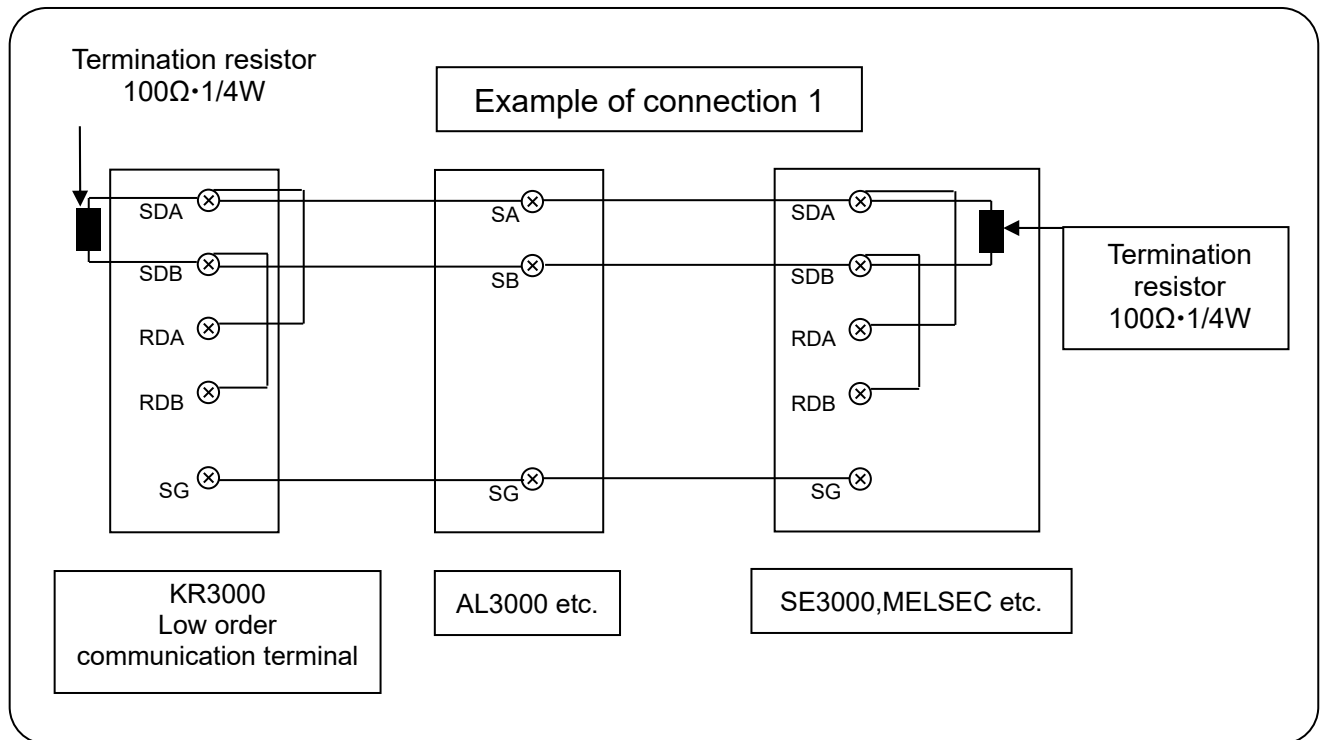 Termination resistor
100Ω･1/4W
Example of connection 1
SDA
SDB
RDA
RDB
SG
SA
SB
SG
SDA
SDB
RDA
RDB
SG
Termination
resistor
100Ω･1/4W
KR3000
Low order
communication terminal
AL3000 etc.
SE3000,MELSEC etc.